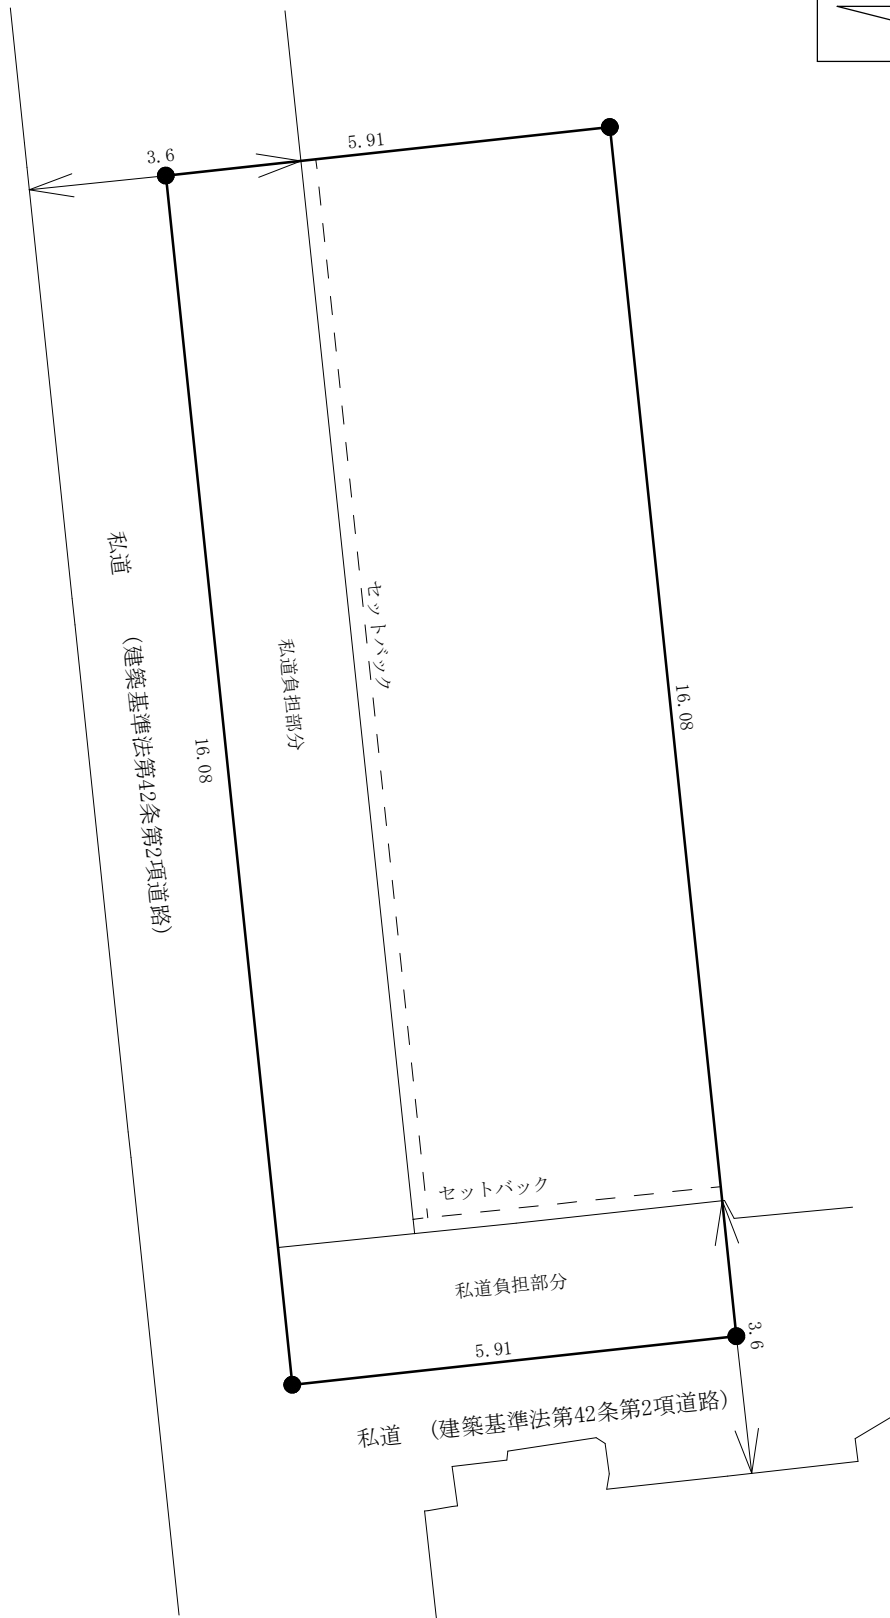 3.6
5.91
私道
(建築基準法第42条第2項道路)
16.08
私道負担部分
セットバック
16.08
セットバック
私道負担部分
5.91
3.6
私道 (建築基準法第42条第2項道路)